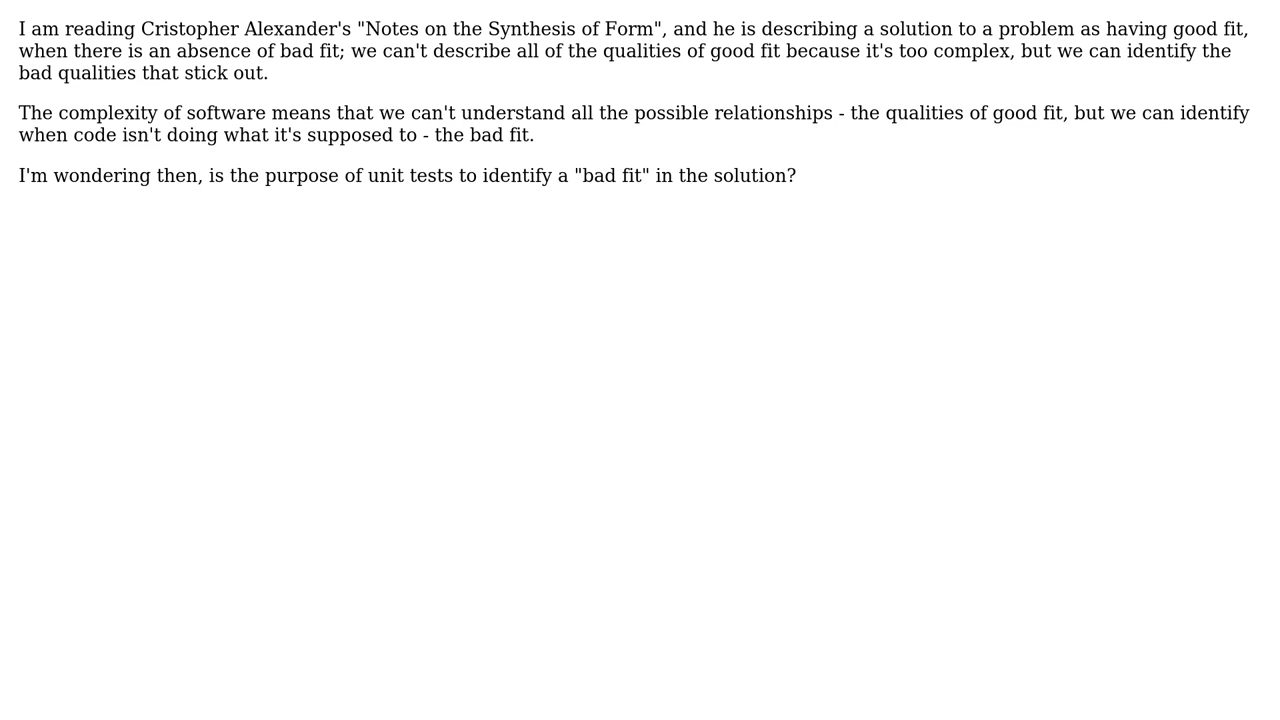 I am reading Cristopher Alexander's "Notes on the Synthesis of Form", and he is describing a solution to a problem as having good fit,
when there is an absence of bad fit; we can't describe all of the qualities of good fit because it's too complex, but we can identify the
bad qualities that stick out.
The complexity of software means that we can't understand all the possible relationships - the qualities of good fit, but we can identify
when code isn't doing what it's supposed to - the bad fit.
I'm wondering then, is the purpose of unit tests to identify a "bad fit" in the solution?